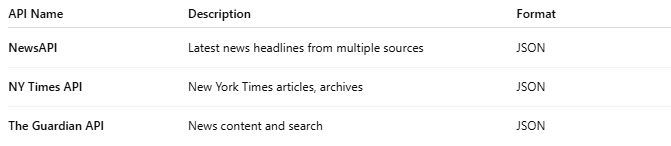 API Name Description Format
NewsAPI Latest news headlines from multiple sources JSON
NY Times API New York Times articles, archives JSON
The Guardian API News content and search JSON